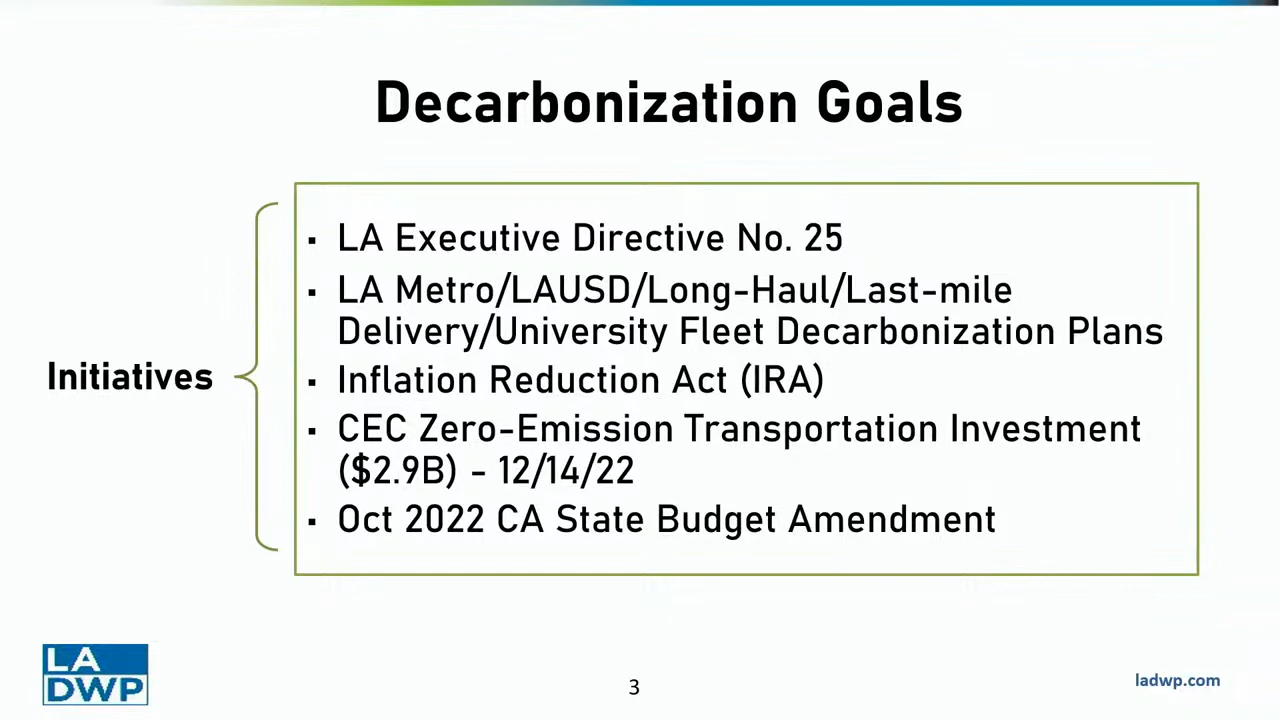 Decarbonization Goals
Initiatives
▪ LA Executive Directive No. 25
▪ LA Metro/LAUSD/Long-Haul/Last-mile
Delivery/University Fleet Decarbonization Plans
▪ Inflation Reduction Act (IRA)
▪ CEC Zero-Emission Transportation Investment
($2.9B) - 12/14/22
▪ Oct 2022 CA State Budget Amendment
LA
DWP
3
ladwp.com